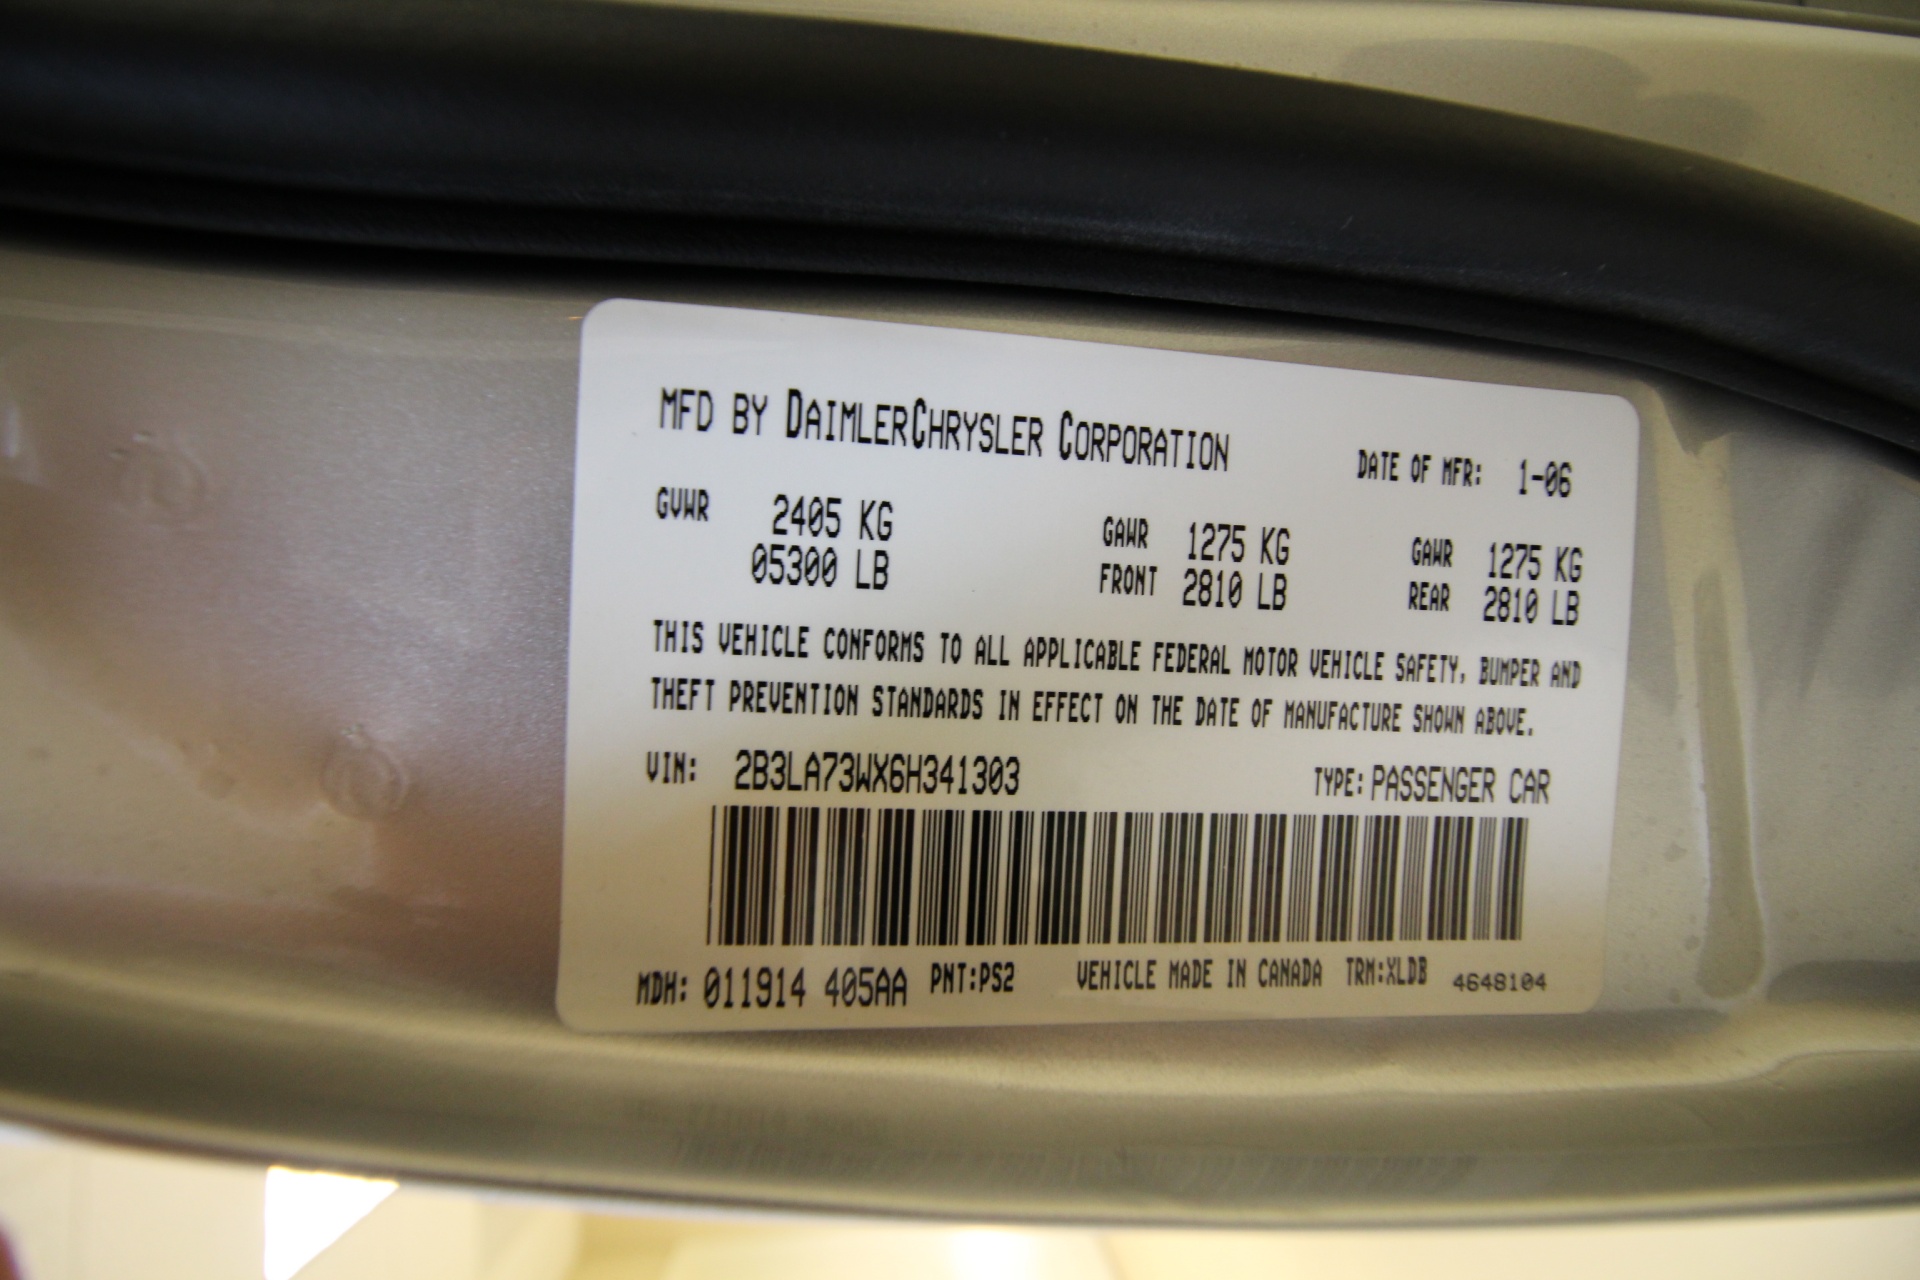 MFD BY DAIMLERCHRYSLER CORPORATION DATE OF MFR: 1-06
GVWR 2405 KG GAWR 1275 KG GAWR 1275 KG
05300 LB FRONT 2810 LB REAR 2810 LB
THIS VEHICLE CONFORMS TO ALL APPLICABLE FEDERAL MOTOR VEHICLE SAFETY, BUMPER AND
THEFT PREVENTION STANDARDS IN EFFECT ON THE DATE OF MANUFACTURE SHOWN ABOVE.
VIN: 2B3LA73WX6H341303 TYPE: PASSENGER CAR
MDH: 011914 405AA PNT:PS2 VEHICLE MADE IN CANADA TRM:XLDB 4648104